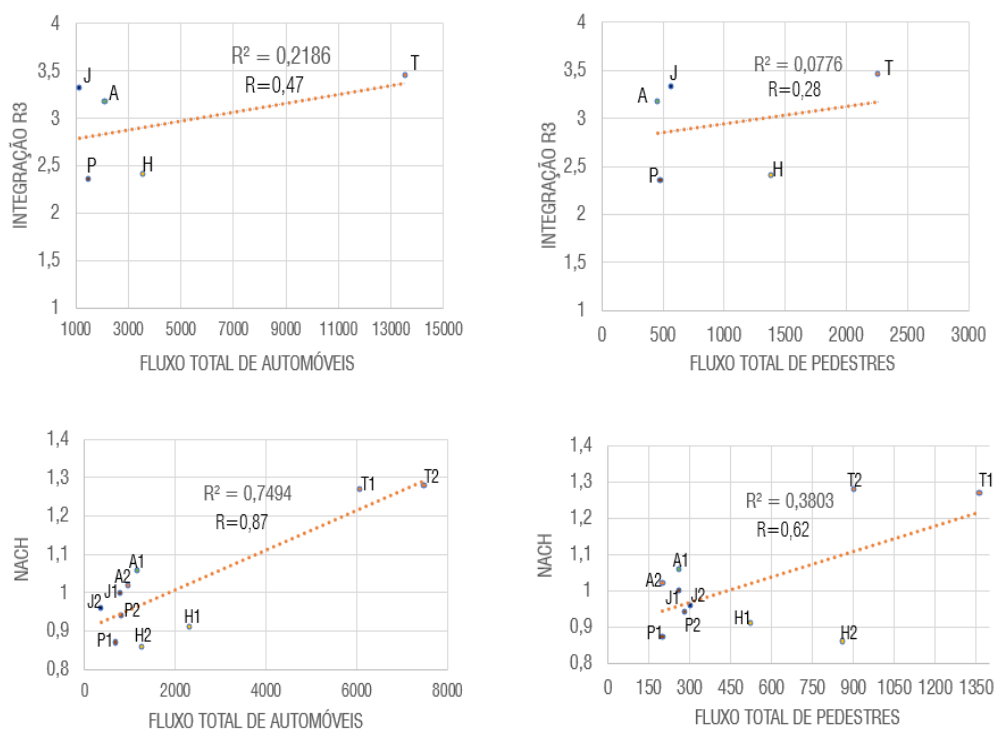 4
3,5
3
2,5
2
1,5
1
INTEGRAÇÃO R3
J
A
P
H
T
R² = 0,2186
R=0,47
1000 3000 5000 7000 9000 11000 13000 15000
FLUXO TOTAL DE AUTOMÓVEIS
4
3,5
3
2,5
2
1,5
1
INTEGRAÇÃO R3
J
A
P
H
T
R² = 0,0776
R=0,28
0 500 1000 1500 2000 2500 3000
FLUXO TOTAL DE PEDESTRES
1,4
1,3
1,2
1,1
1
0,9
0,8
NACH
T1
T2
R² = 0,7494
R=0,87
A1
A2
J1
J2
P2
H1
P1
H2
0 2000 4000 6000 8000
FLUXO TOTAL DE AUTOMÓVEIS
1,4
1,3
1,2
1,1
1
0,9
0,8
NACH
T2
T1
R² = 0,3803
R=0,62
A1
A2
J1
J2
P1
P2
H1
H2
0 150 300 450 600 750 900 1050 1200 1350
FLUXO TOTAL DE PEDESTRES